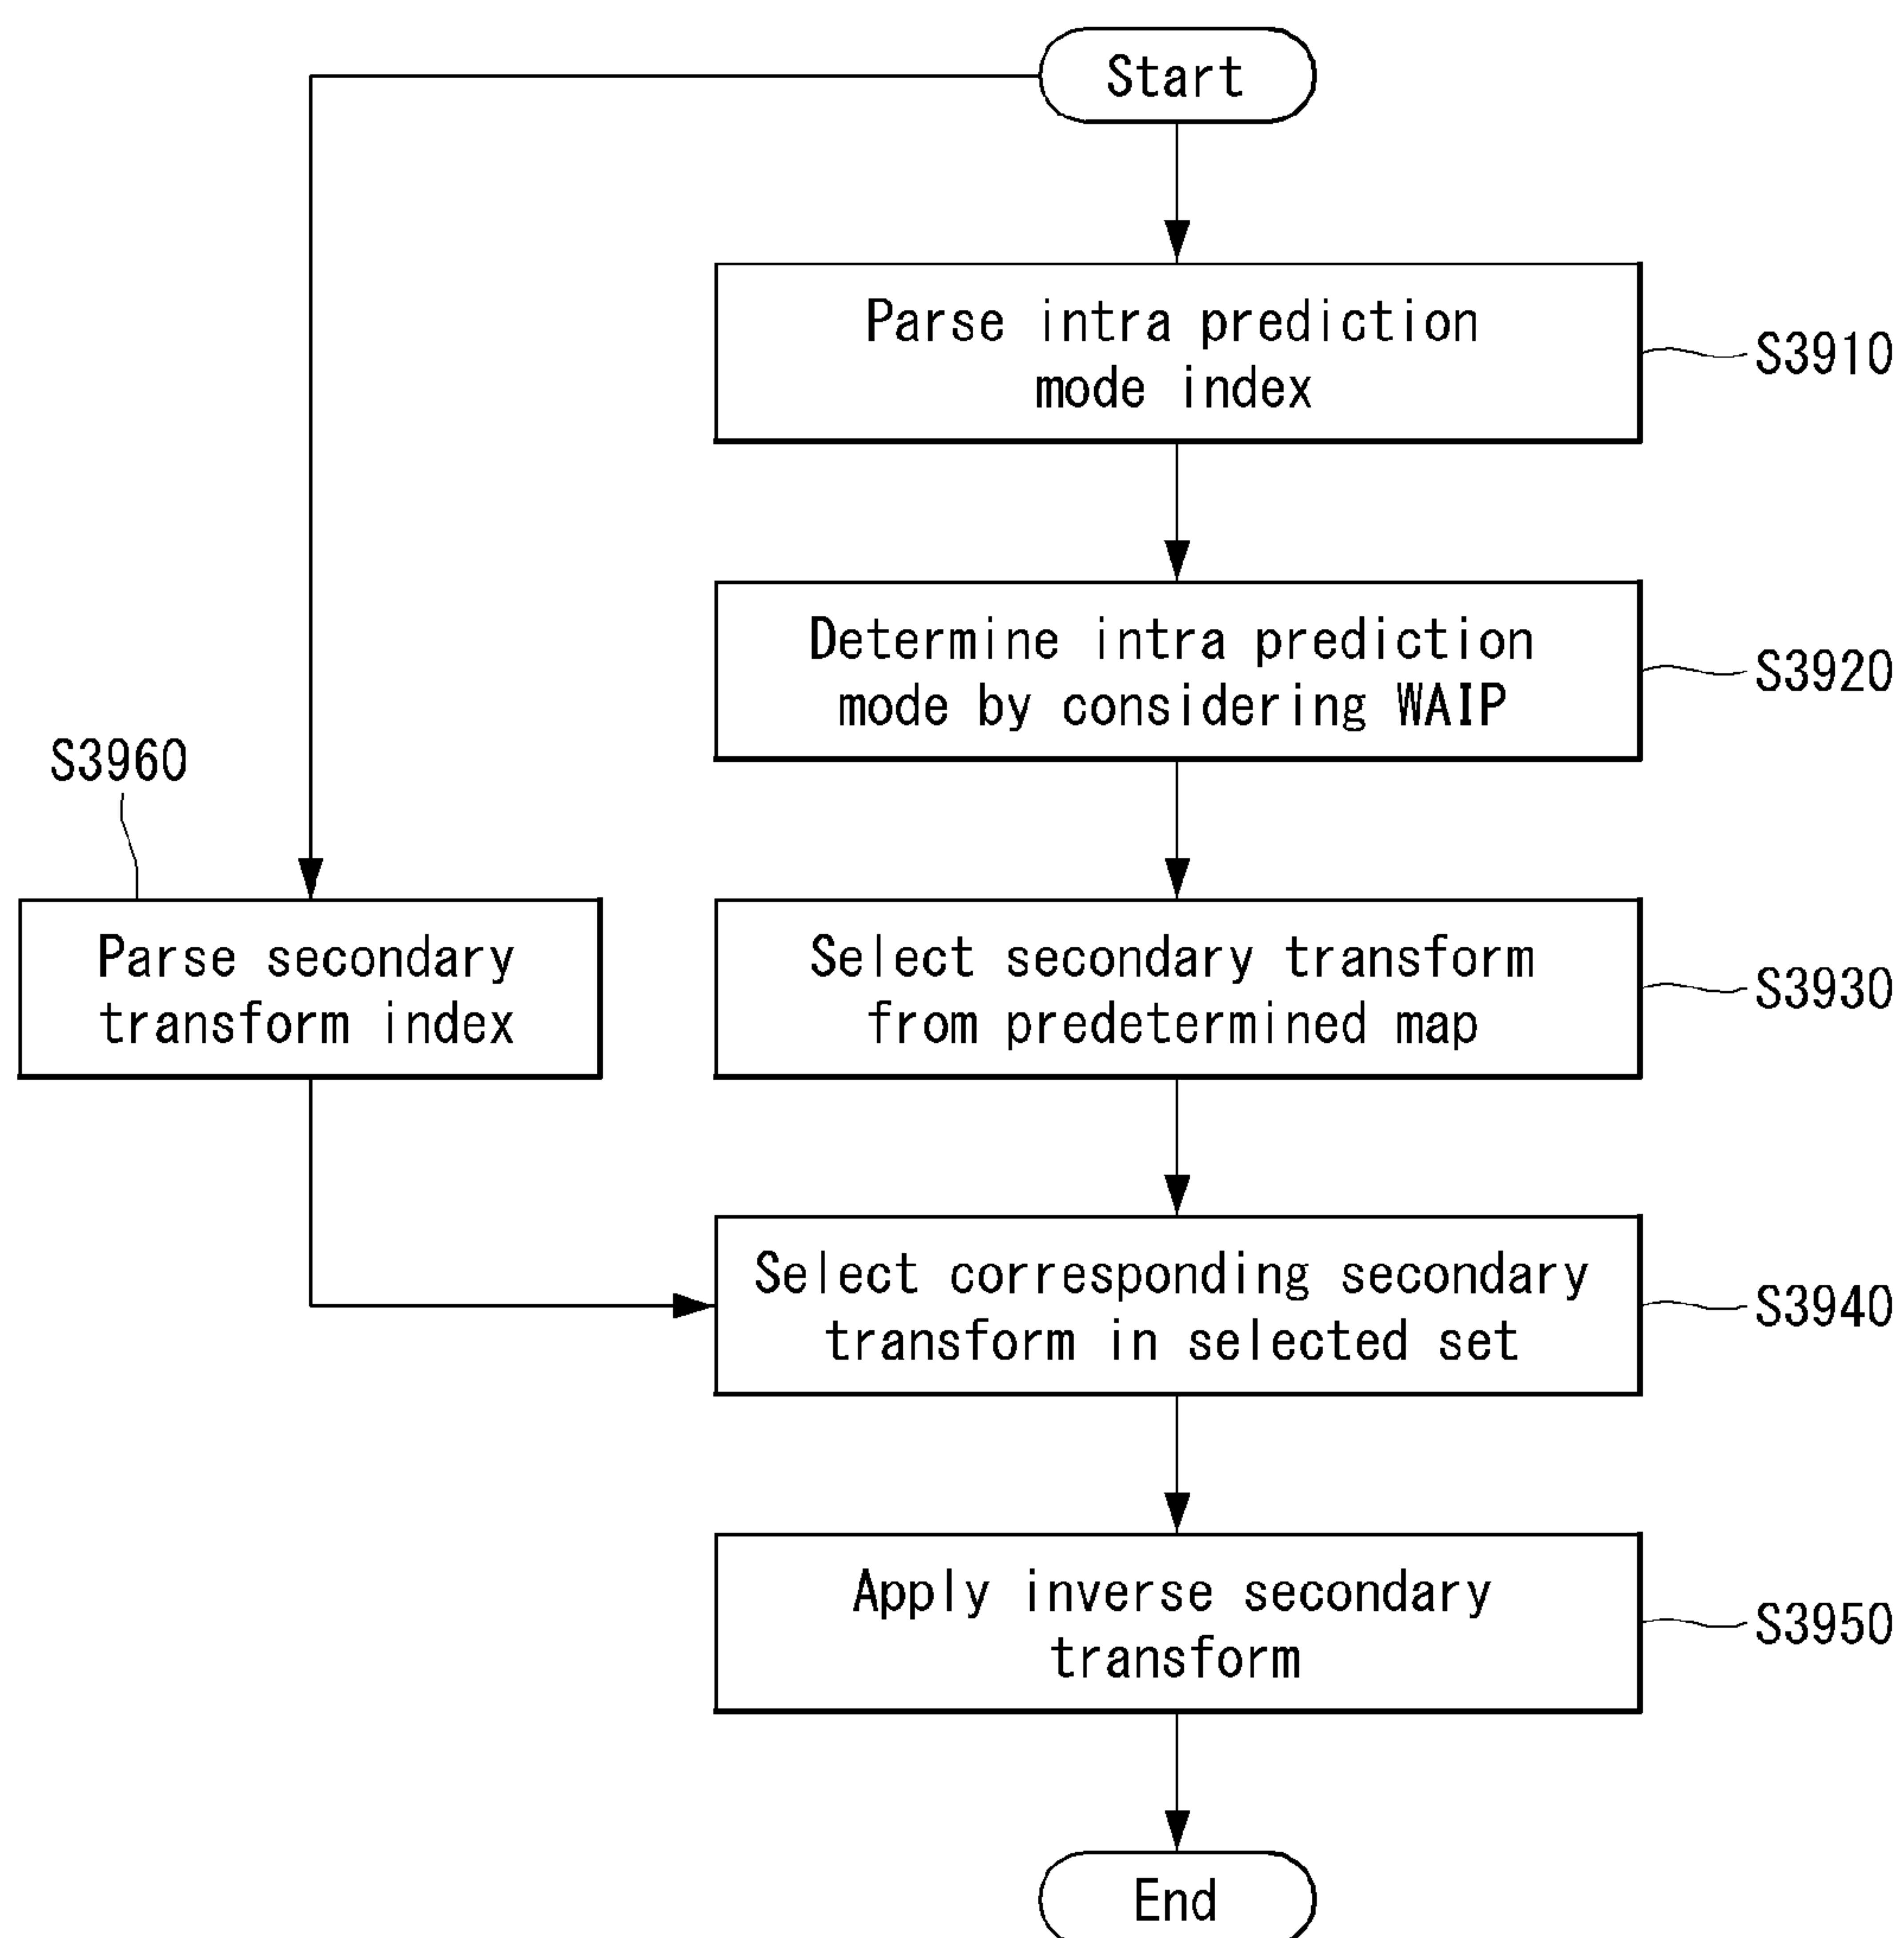 Start
Parse intra prediction
mode index
S3910
Determine intra prediction
mode by considering WAIP
S3920
S3960
Parse secondary
transform index
Select secondary transform
from predetermined map
S3930
Select corresponding secondary
transform in selected set
S3940
Apply inverse secondary
transform
S3950
End